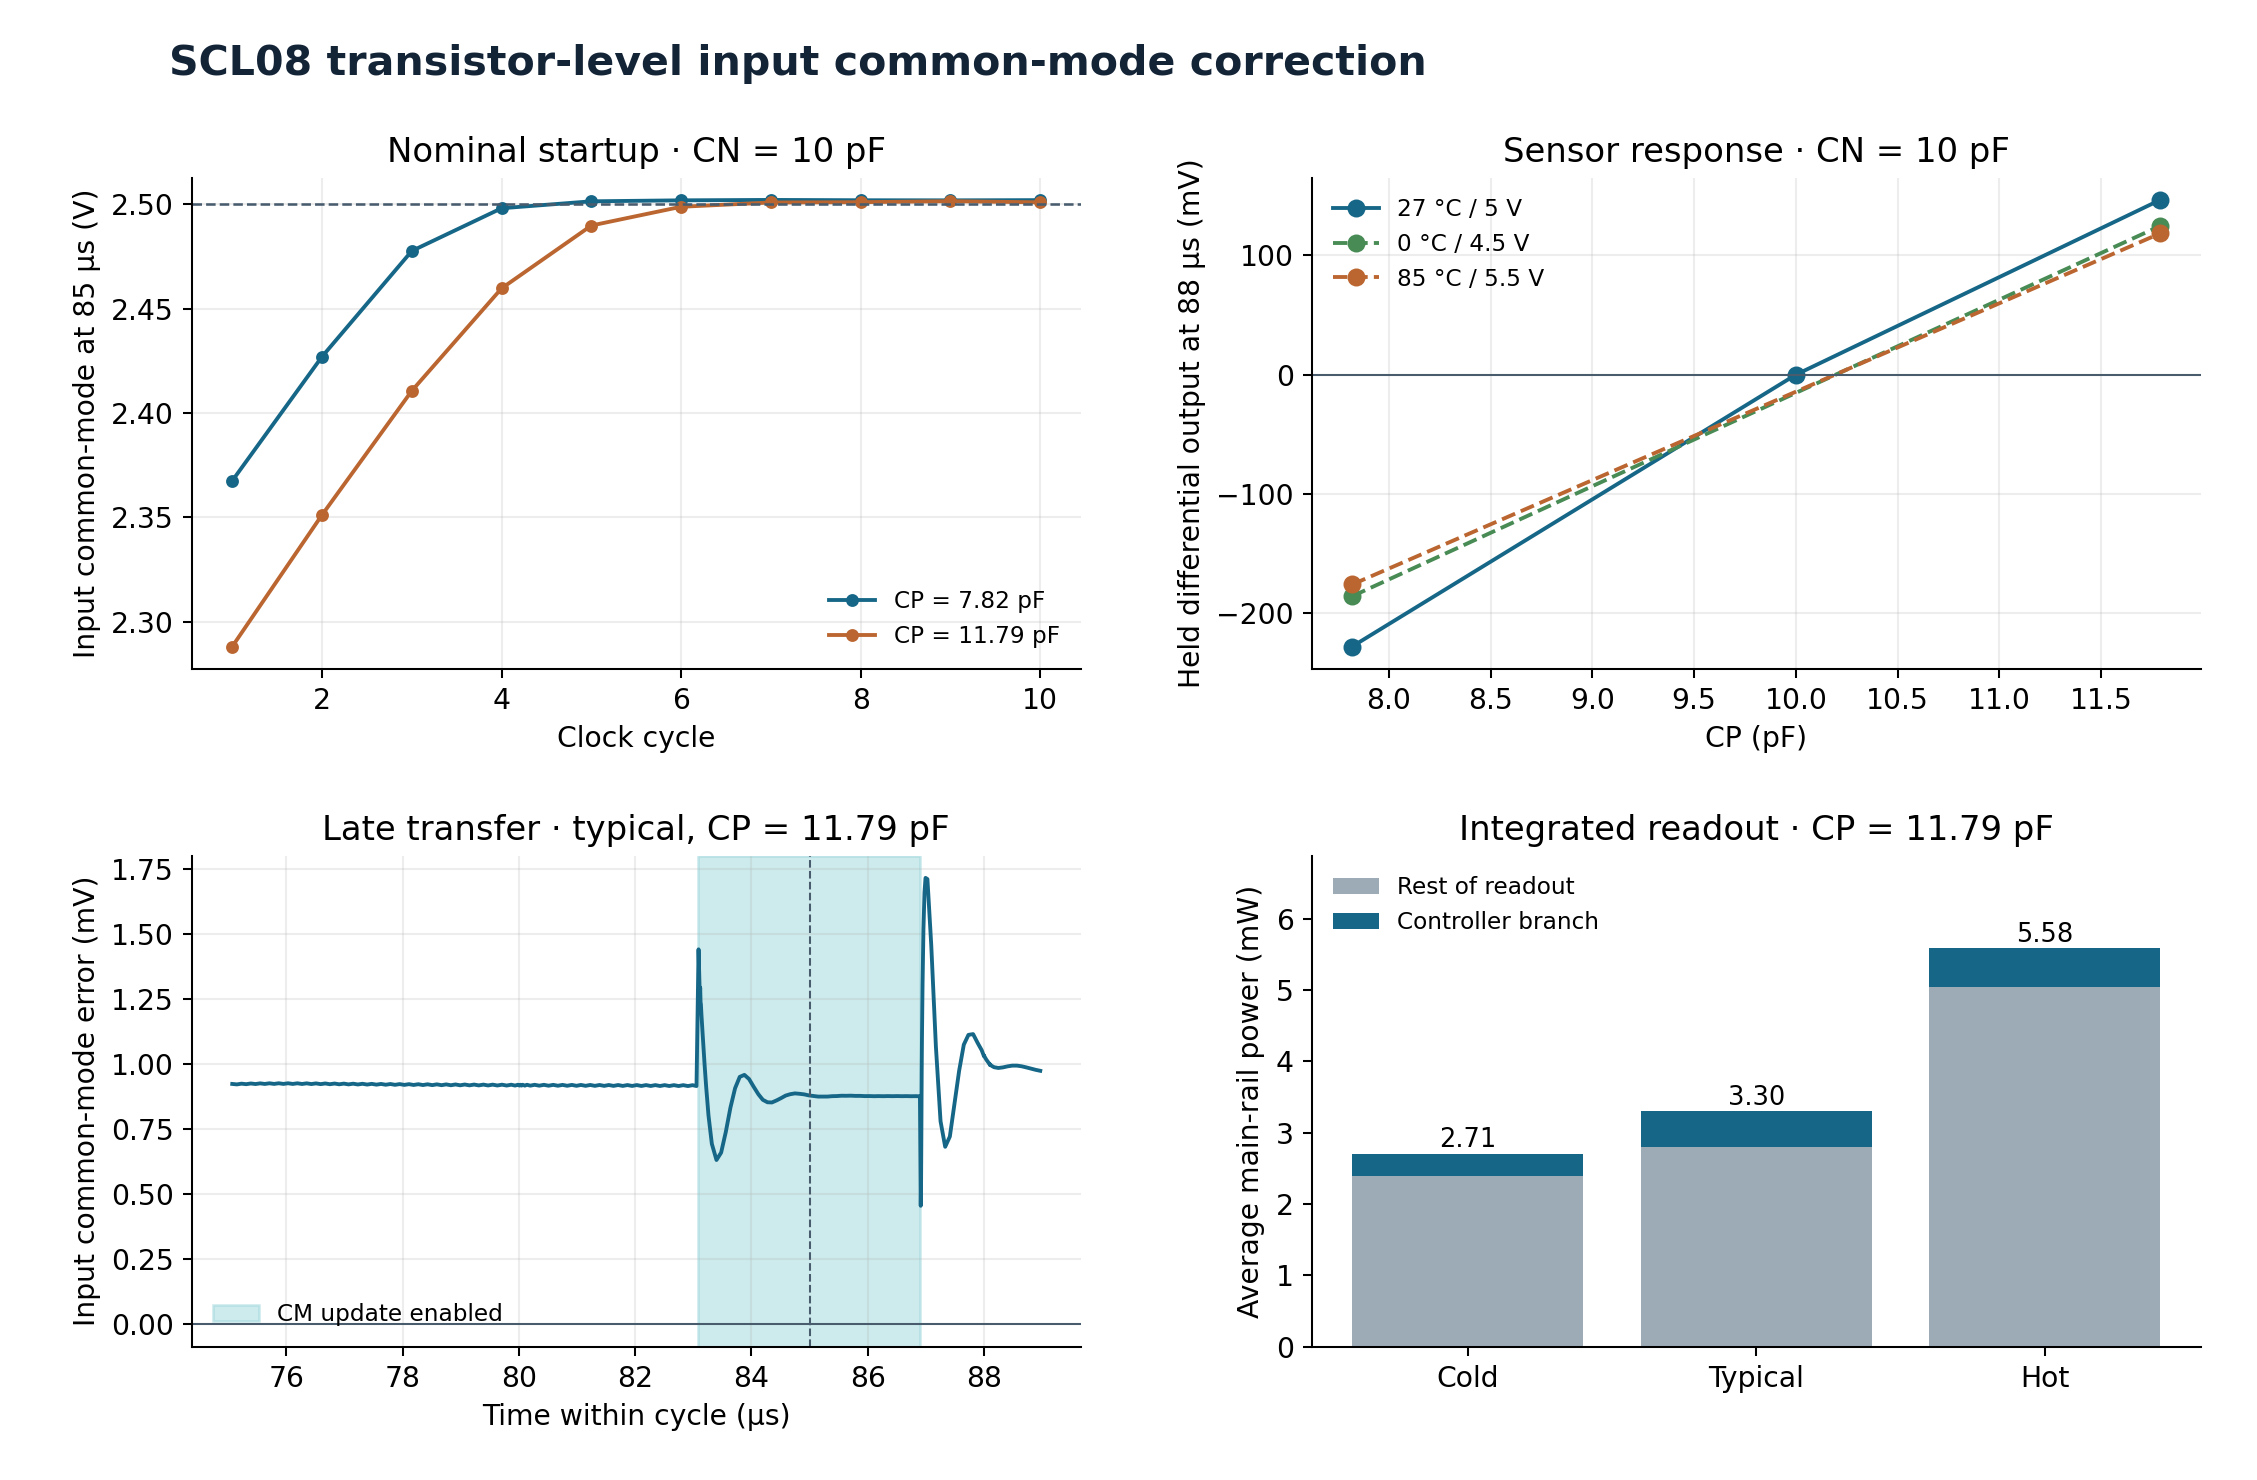 SCL08 transistor-level input common-mode correction
Nominal startup · CN = 10 pF
Input common-mode at 85 µs (V)
2.50
2.45
2.40
2.35
2.30
CP = 7.82 pF
CP = 11.79 pF
2 4 6 8 10
Clock cycle
Sensor response · CN = 10 pF
Held differential output at 88 µs (mV)
100
0
−100
−200
27 °C / 5 V
0 °C / 4.5 V
85 °C / 5.5 V
8.0 8.5 9.0 9.5 10.0 10.5 11.0 11.5
CP (pF)
Late transfer · typical, CP = 11.79 pF
Input common-mode error (mV)
1.75
1.50
1.25
1.00
0.75
0.50
0.25
0.00
CM update enabled
76 78 80 82 84 86 88
Time within cycle (µs)
Integrated readout · CP = 11.79 pF
Average main-rail power (mW)
6
5
4
3
2
1
0
Rest of readout
Controller branch
2.71
3.30
5.58
Cold Typical Hot